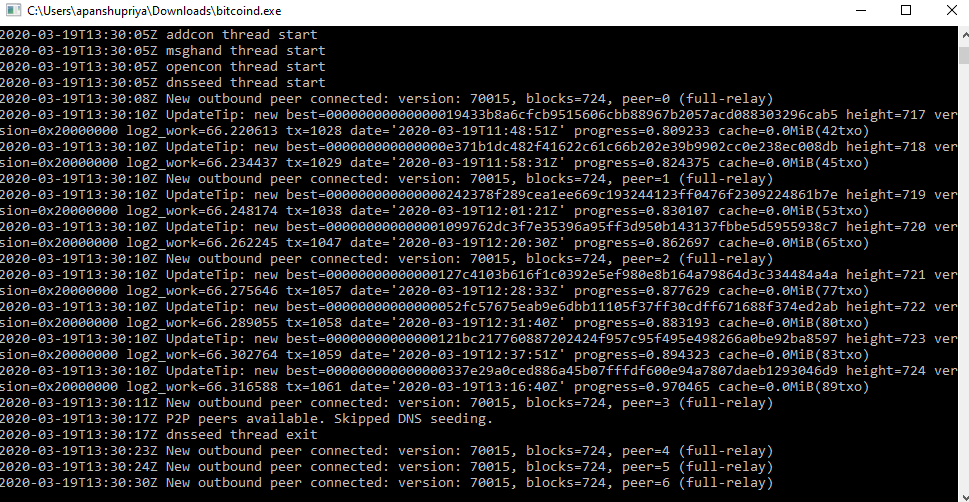 C:\Users\apanshupriya\Downloads\bitcoind.exe
2020-03-19T13:30:05Z addcon thread start
2020-03-19T13:30:05Z msghand thread start
2020-03-19T13:30:05Z opencon thread start
2020-03-19T13:30:05Z dnsseed thread start
2020-03-19T13:30:08Z New outbound peer connected: version: 70015, blocks=724, peer=0 (full-relay)
2020-03-19T13:30:10Z UpdateTip: new best=00000000000000019433b8a6cfcb9515606cbb88967b2057acd088303296cab5 height=717 ver
sion=0x20000000 log2_work=66.220613 tx=1028 date='2020-03-19T11:48:51Z' progress=0.809233 cache=0.0MiB(42txo)
2020-03-19T13:30:10Z UpdateTip: new best=000000000000000e371b1dc482f41622c61c66b202e39b9902cc0e238ec008db height=718 ver
sion=0x20000000 log2_work=66.234437 tx=1029 date='2020-03-19T11:58:31Z' progress=0.824375 cache=0.0MiB(45txo)
2020-03-19T13:30:10Z New outbound peer connected: version: 70015, blocks=724, peer=1 (full-relay)
2020-03-19T13:30:10Z UpdateTip: new best=000000000000000242378f289cea1ee669c193244123ff0476f2309224861b7e height=719 ver
sion=0x20000000 log2_work=66.248174 tx=1038 date='2020-03-19T12:01:21Z' progress=0.830107 cache=0.0MiB(53txo)
2020-03-19T13:30:10Z UpdateTip: new best=000000000000001099762dc3f7e35396a95ff3d950b143137fbbe5d5955938c7 height=720 ver
sion=0x20000000 log2_work=66.262245 tx=1047 date='2020-03-19T12:20:30Z' progress=0.862697 cache=0.0MiB(65txo)
2020-03-19T13:30:10Z New outbound peer connected: version: 70015, blocks=724, peer=2 (full-relay)
2020-03-19T13:30:10Z UpdateTip: new best=00000000000000127c4103b616f1c0392e5ef980e8b164a79864d3c334484a4a height=721 ver
sion=0x20000000 log2_work=66.275646 tx=1057 date='2020-03-19T12:28:33Z' progress=0.877629 cache=0.0MiB(77txo)
2020-03-19T13:30:10Z UpdateTip: new best=00000000000000052fc57675eab9e6dbb11105f37ff30cdff671688f374ed2ab height=722 ver
sion=0x20000000 log2_work=66.289055 tx=1058 date='2020-03-19T12:31:40Z' progress=0.883193 cache=0.0MiB(80txo)
2020-03-19T13:30:10Z UpdateTip: new best=00000000000000121bc217760887202424f957c95f495e498266a0be92ba8597 height=723 ver
sion=0x20000000 log2_work=66.302764 tx=1059 date='2020-03-19T12:37:51Z' progress=0.894323 cache=0.0MiB(83txo)
2020-03-19T13:30:10Z UpdateTip: new best=000000000000000337e29a0ced886a45b07fffdf600e94a7807daeb1293046d9 height=724 ver
sion=0x20000000 log2_work=66.316588 tx=1061 date='2020-03-19T13:16:40Z' progress=0.970465 cache=0.0MiB(89txo)
2020-03-19T13:30:11Z New outbound peer connected: version: 70015, blocks=724, peer=3 (full-relay)
2020-03-19T13:30:17Z P2P peers available. Skipped DNS seeding.
2020-03-19T13:30:17Z dnsseed thread exit
2020-03-19T13:30:23Z New outbound peer connected: version: 70015, blocks=724, peer=4 (full-relay)
2020-03-19T13:30:24Z New outbound peer connected: version: 70015, blocks=724, peer=5 (full-relay)
2020-03-19T13:30:30Z New outbound peer connected: version: 70015, blocks=724, peer=6 (full-relay)